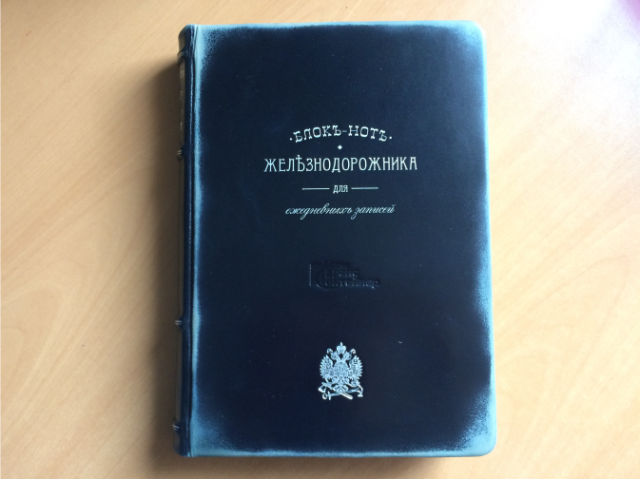 ·БЛОКЪ-НОТЪ·
ЖЕЛѢЗНОДОРОЖНИКА
ДЛЯ
ежедневныхъ записей